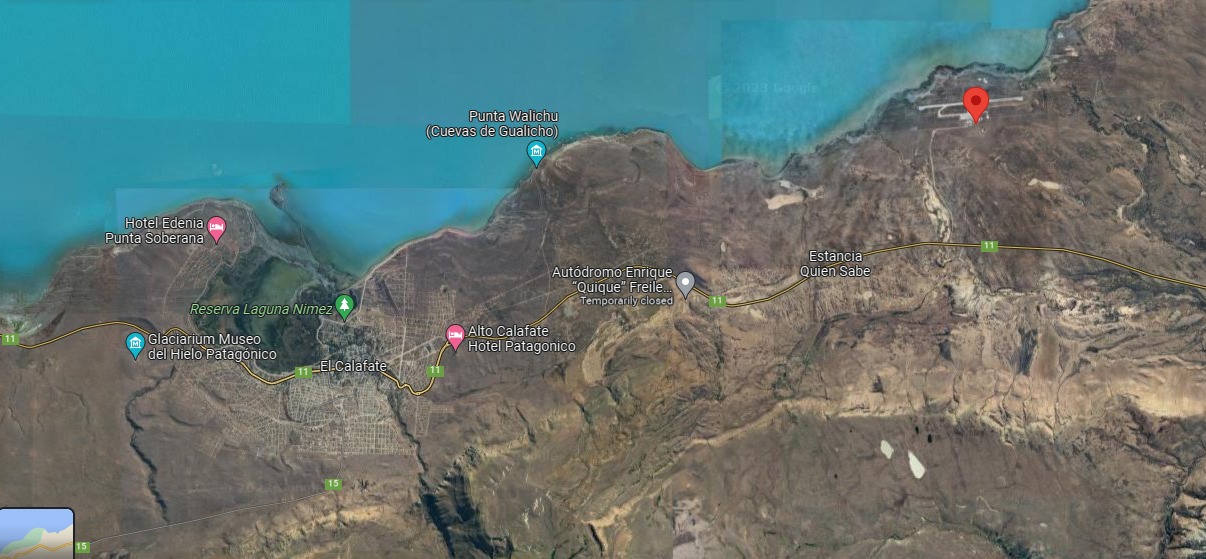 © 2023 Google
Punta Walichu
(Cuevas de Gualicho)
Hotel Edenia
Punta Soberana
11
Estancia
Quien Sabe
Autódromo Enrique
“Quique” Freile...
Temporarily closed
11
Reserva Laguna Nimez
11
Glaciarium Museo
del Hielo Patagónico
Alto Calafate
Hotel Patagonico
El Calafate
11
11
15
15